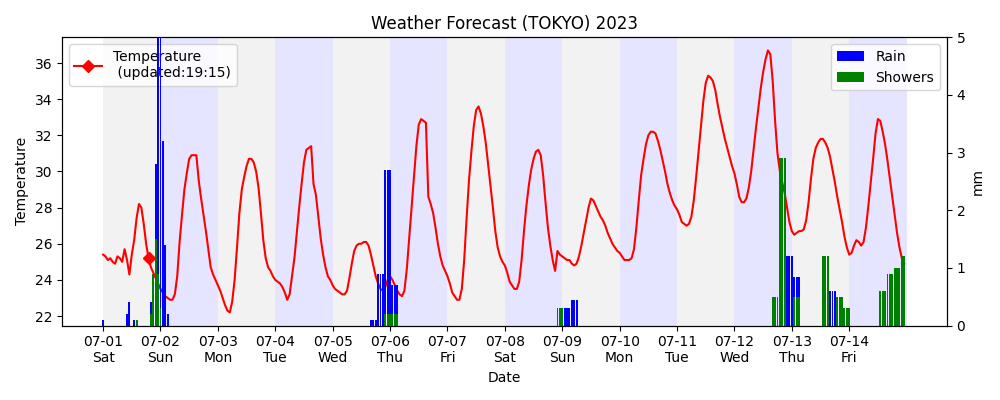 Weather Forecast (TOKYO) 2023
Temperature
(updated:19:15)
Rain
Showers
Temperature
36
34
32
30
28
26
24
22
5
4
3
2
1
0
mm
07-01 07-02 07-03 07-04 07-05 07-06 07-07 07-08 07-09 07-10 07-11 07-12 07-13 07-14
Sat Sun Mon Tue Wed Thu Fri Sat Sun Mon Tue Wed Thu Fri
Date